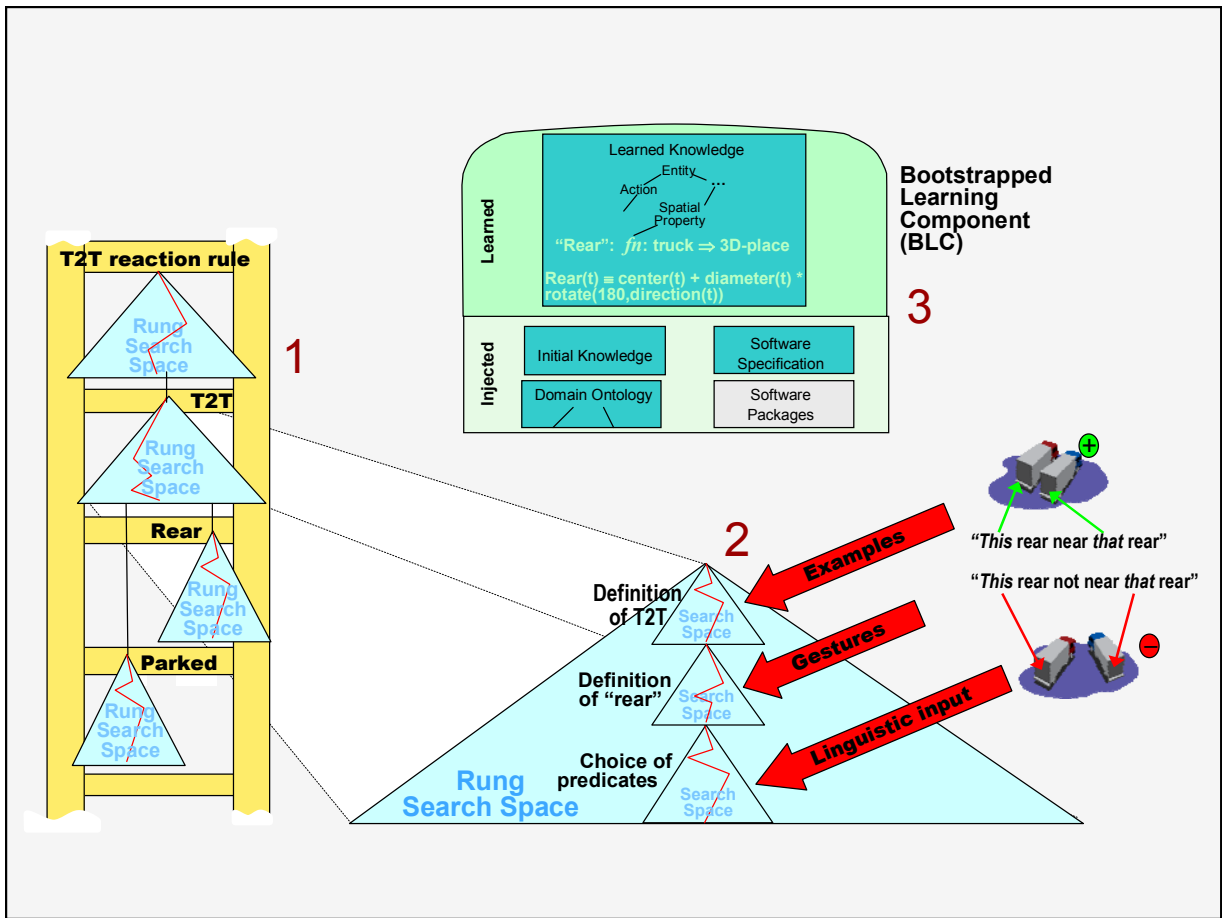 T2T reaction rule
Rung
Search
Space
1
T2T
Rung
Search
Space
Rear
Rung
Search
Space
Parked
Rung
Search
Space
Learned
Learned Knowledge
Entity
Action
...
Spatial
Property
“Rear”: fn: truck ⇒ 3D-place
Rear(t) ≡ center(t) + diameter(t) *
rotate(180,direction(t))
Injected
Initial Knowledge
Software
Specification
Domain Ontology
Software
Packages
Bootstrapped
Learning
Component
(BLC)
3
2
Definition
of T2T
Search
Space
Definition
of “rear”
Search
Space
Choice of
predicates
Search
Space
Rung
Search Space
Examples
Gestures
Linguistic input
+
“This rear near that rear”
“This rear not near that rear”
−